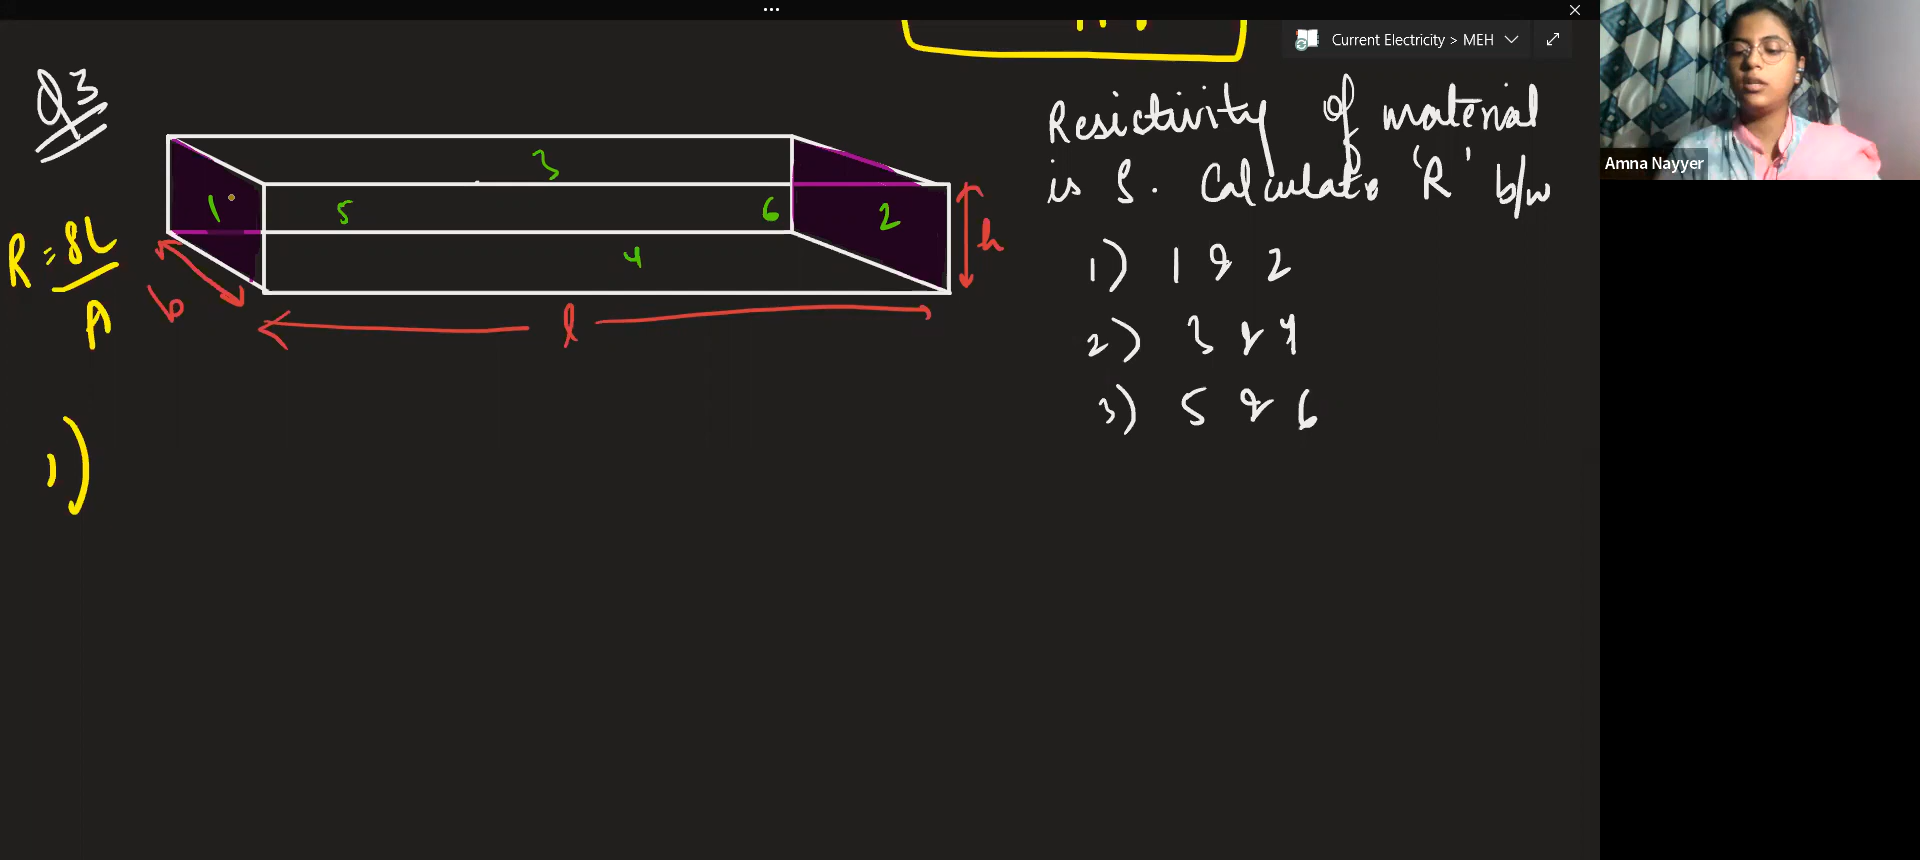 Current Electricity > MEH
Amna Nayyer
Q3
Resictivity of material
is ρ. Calculate 'R' b/w
1) 1 & 2
2) 3 & 4
3) 5 & 6
3
1
5
6
2
4
h
b
l
R = ρL
A
1)